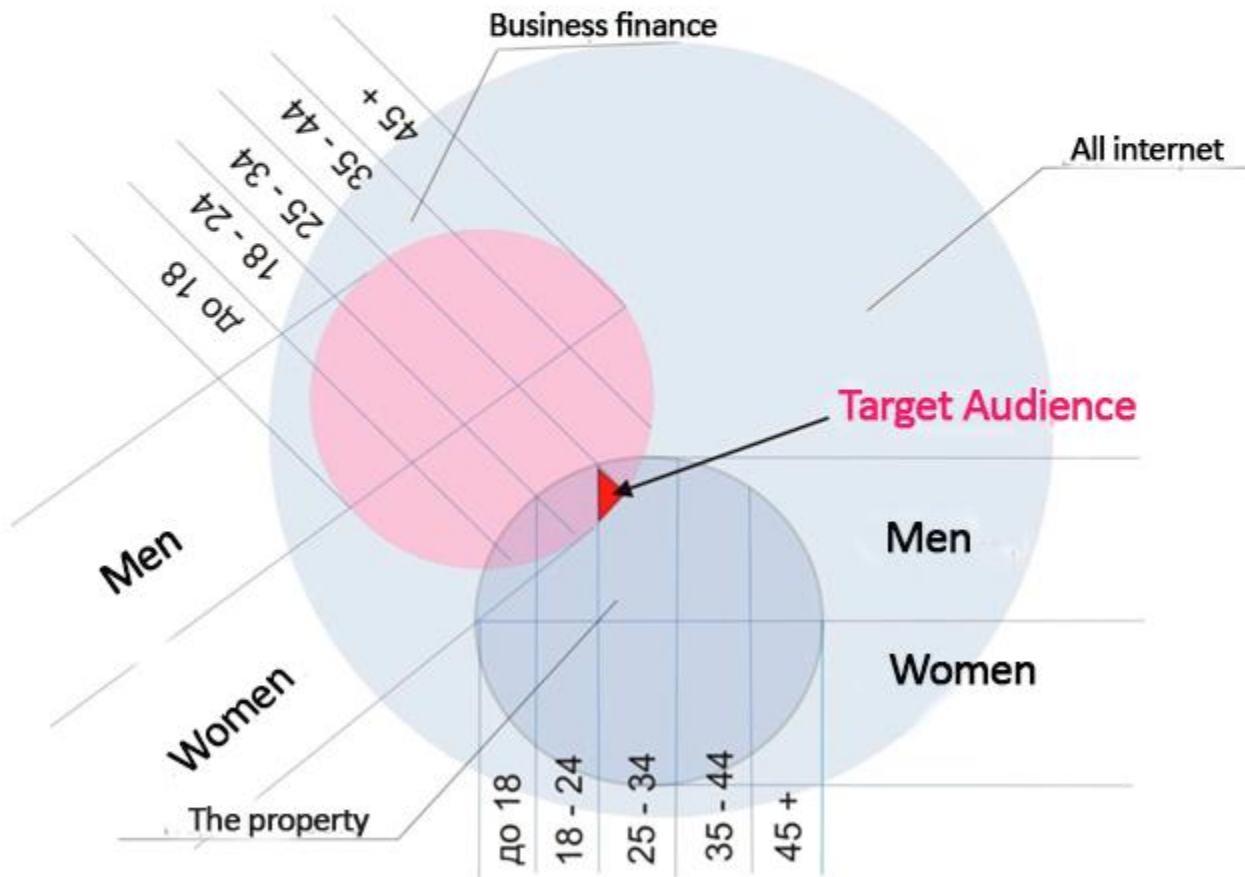 Business finance
All internet
45 +
35 - 44
25 - 34
18 - 24
до 18
Target Audience
Men
Women
Men
Women
The property
до 18
18 - 24
25 - 34
35 - 44
45 +